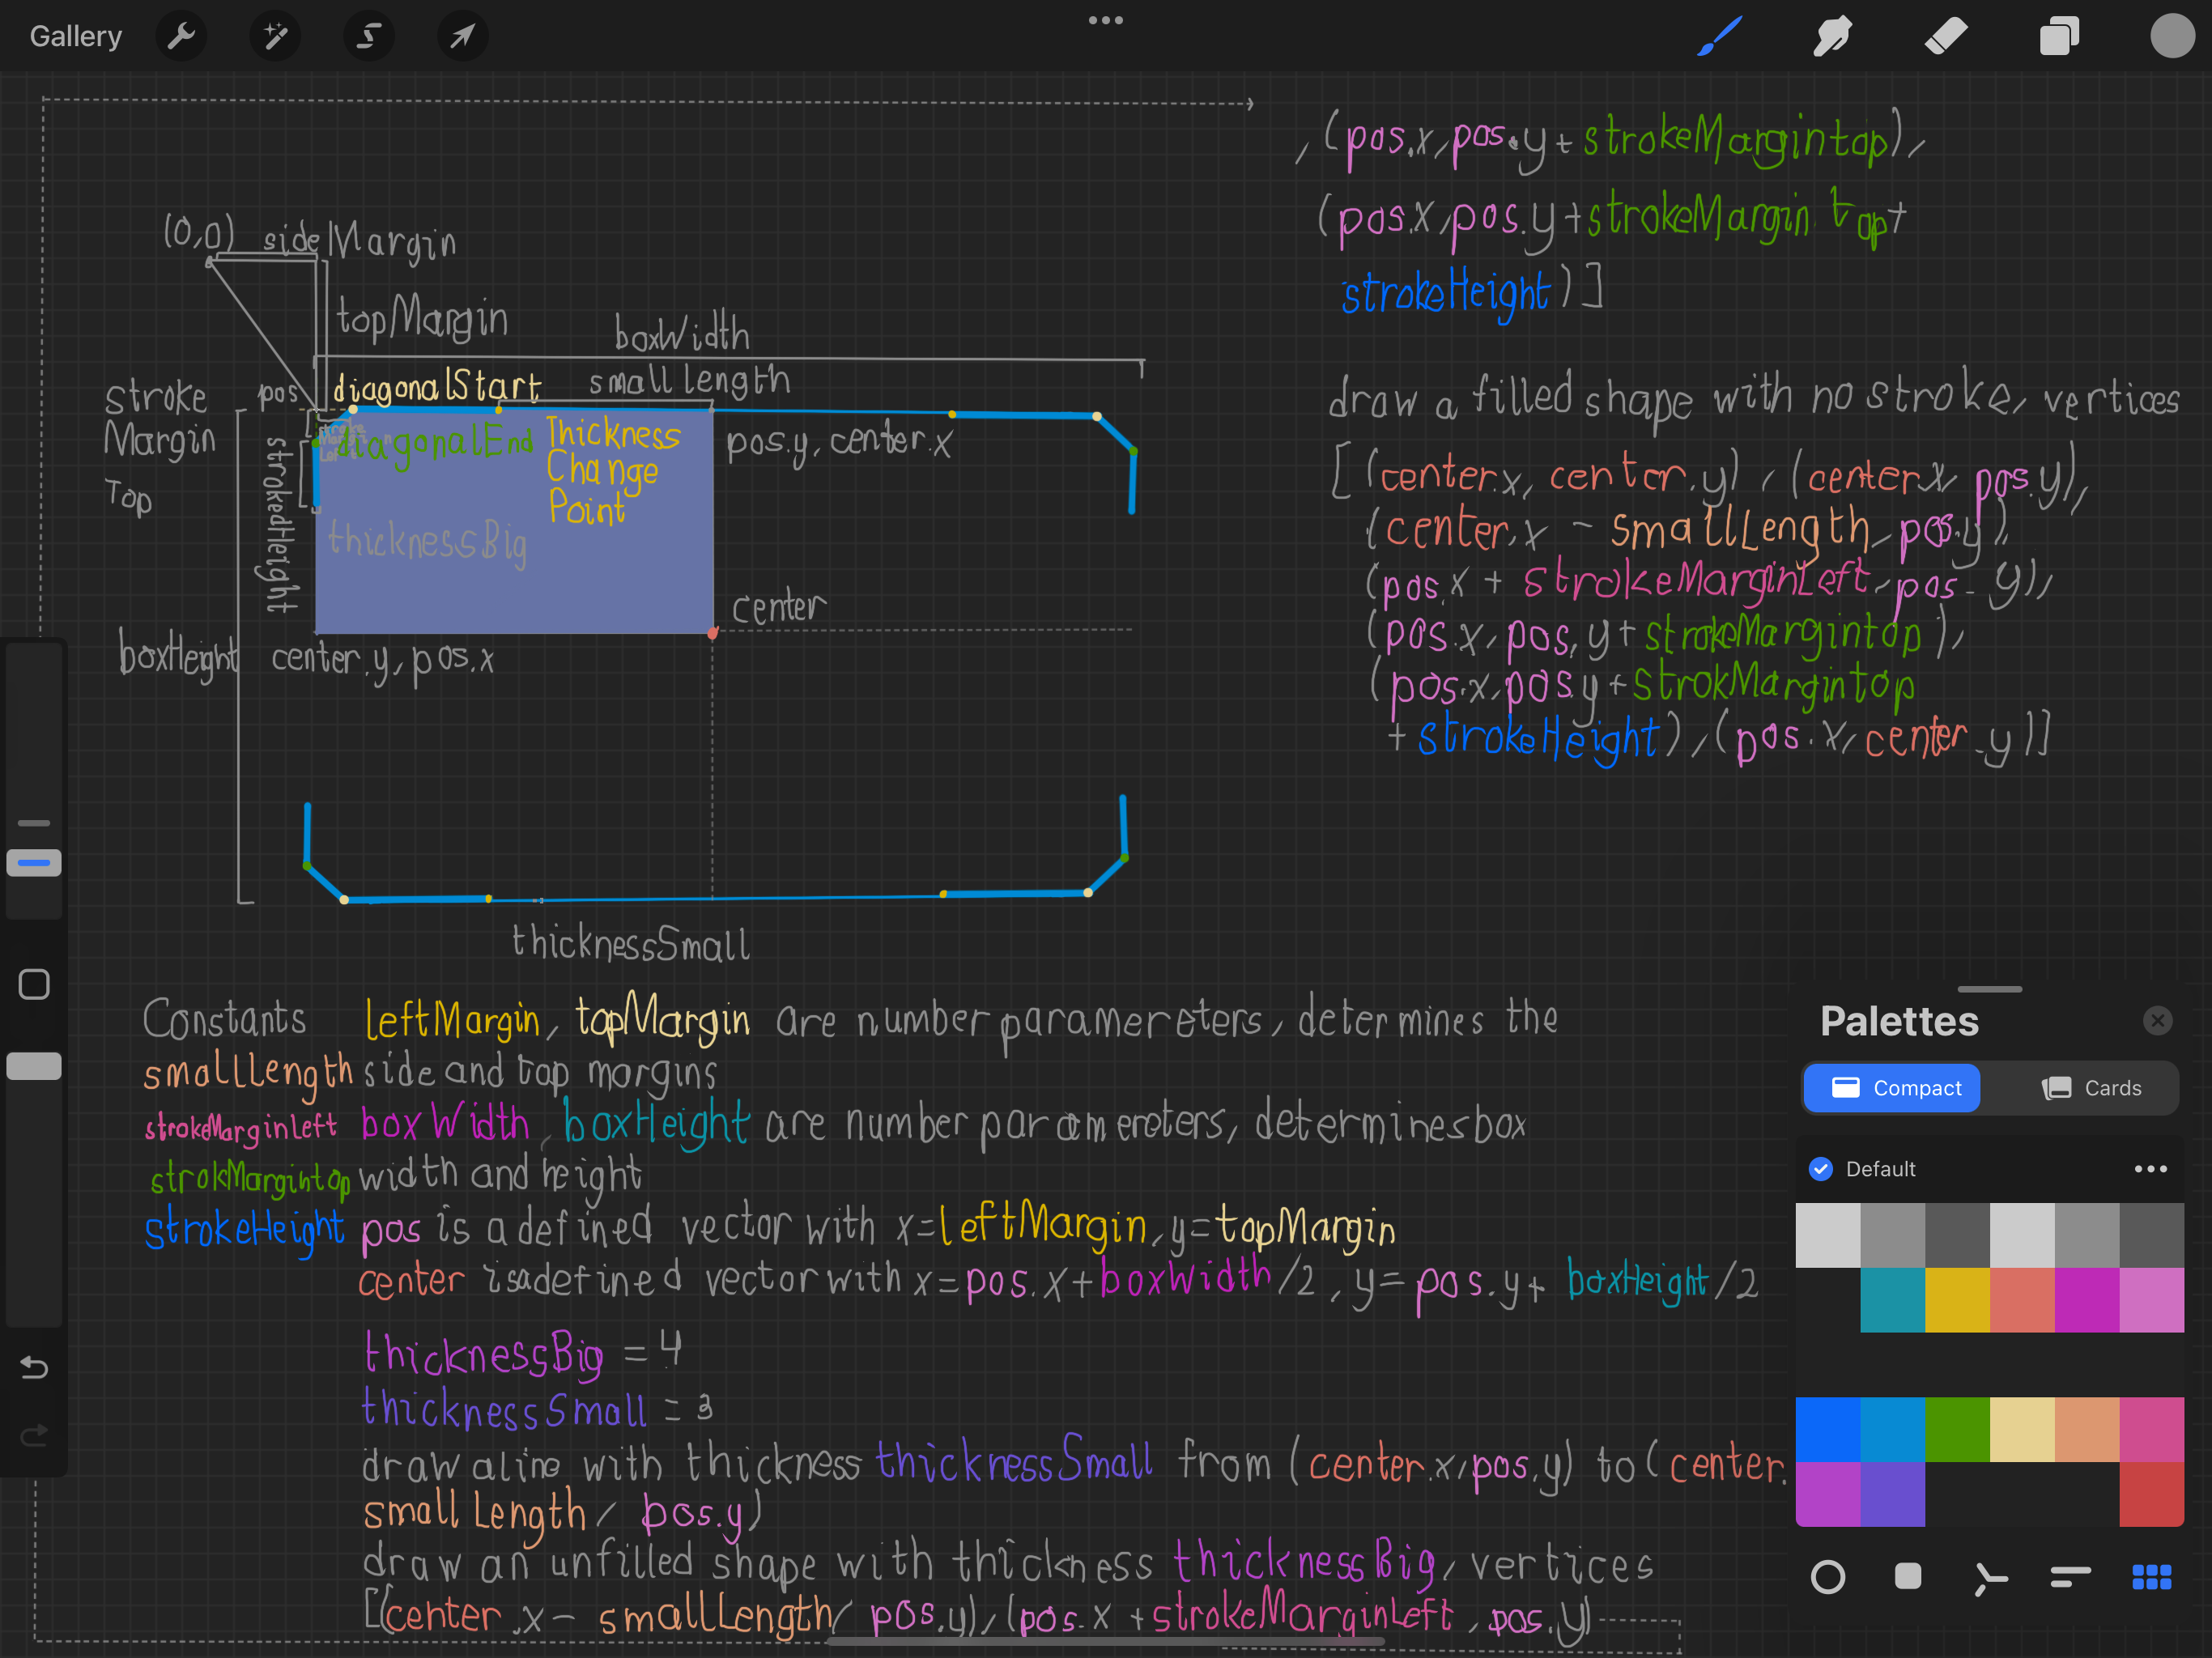 Gallery
,(pos.x,pos.y+strokeMargintop),
(pos.x,pos.y+strokeMargin top+
strokeHeight)]
(0,0) sideMargin
topMargin
boxWidth
small length
Stroke
Margin
Top
pos
diagonalStart
diagonalEnd
Thickness
Change
Point
pos.y, center.x
strokedHeight
thicknessBig
center
boxHeight
center.y, pos.x
thicknessSmall
draw a filled shape with no stroke, vertices
[(center.x, center.y), (center.x, pos.y),
(center.x - smallLength, pos.y),
(pos.x + strokeMarginLeft, pos.y),
(pos.x, pos.y+strokeMargintop),
(pos.x,pos.y+strokMargintop
+strokeHeight),(pos.x,center.y)]
Constants
smallLength
strokeMarginLeft
strokMargintop
strokeHeight
leftMargin, topMargin are number paramereters, determines the
side and top margins
boxWidth, boxHeight are number parameteters, determines box
width and height
pos is a defined vector with x=leftMargin, y=topMargin
center is a defined vector with x=pos.x+boxWidth/2, y=pos.y+ boxHeight/2
thicknessBig = 4
thicknessSmall = 3
draw a line with thickness thicknessSmall from (center.x,pos.y) to (center.
small Length, pos.y)
draw an unfilled shape with thickness thicknessBig, vertices
[(center.x- smallLength, pos.y),(pos.x +strokeMarginLeft, pos.y)
Palettes
Compact
Cards
Default